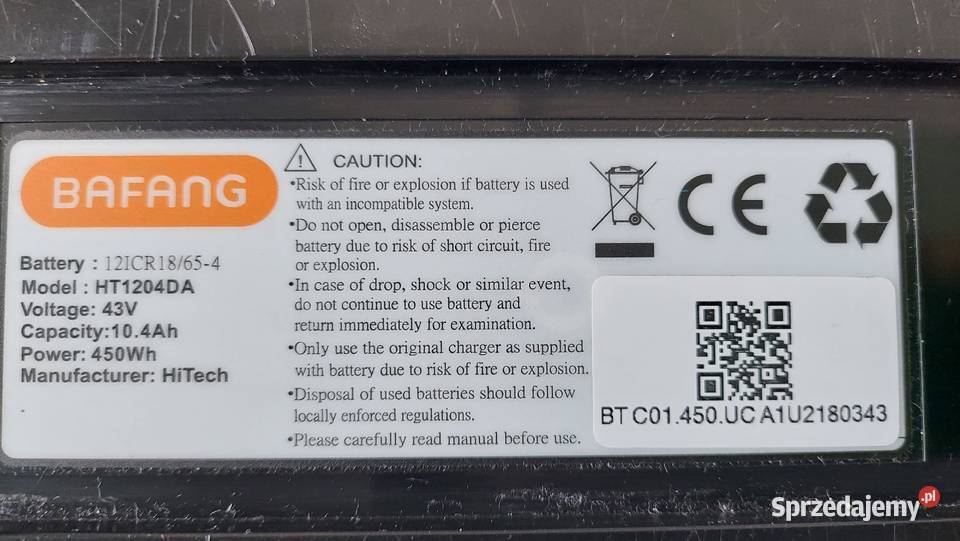 BAFANG
Battery : 12ICR18/65-4
Model : HT1204DA
Voltage: 43V
Capacity:10.4Ah
Power: 450Wh
Manufacturer: HiTech
CAUTION:
•Risk of fire or explosion if battery is used
with an incompatible system.
•Do not open, disassemble or pierce
battery due to risk of short circuit, fire
or explosion.
•In case of drop, shock or similar event,
do not continue to use battery and
return immediately for examination.
•Only use the original charger as supplied
with battery due to risk of fire or explosion.
•Disposal of used batteries should follow
locally enforced regulations.
•Please carefully read manual before use.
CE
BT C01.450.UC A1U2180343
Sprzedajemy.pl